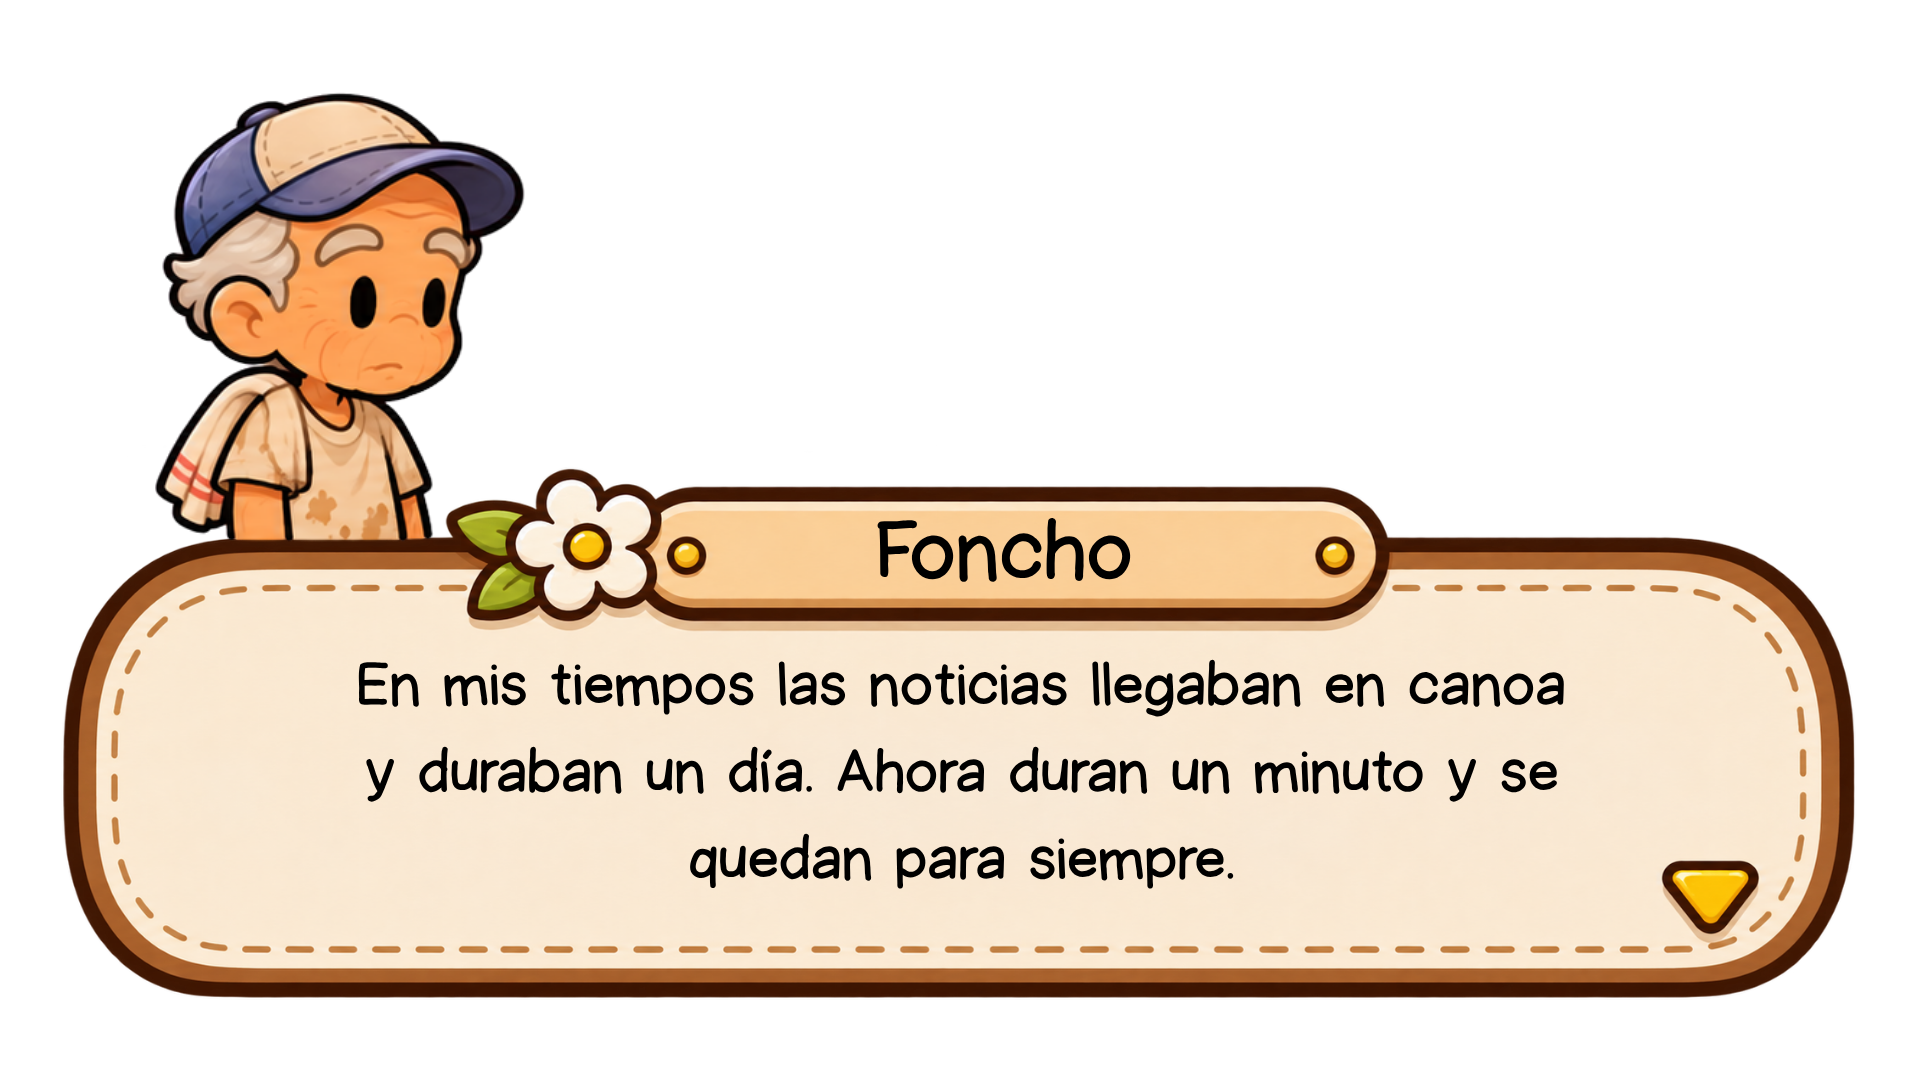 Foncho
En mis tiempos las noticias llegaban en canoa
y duraban un día. Ahora duran un minuto y se
quedan para siempre.